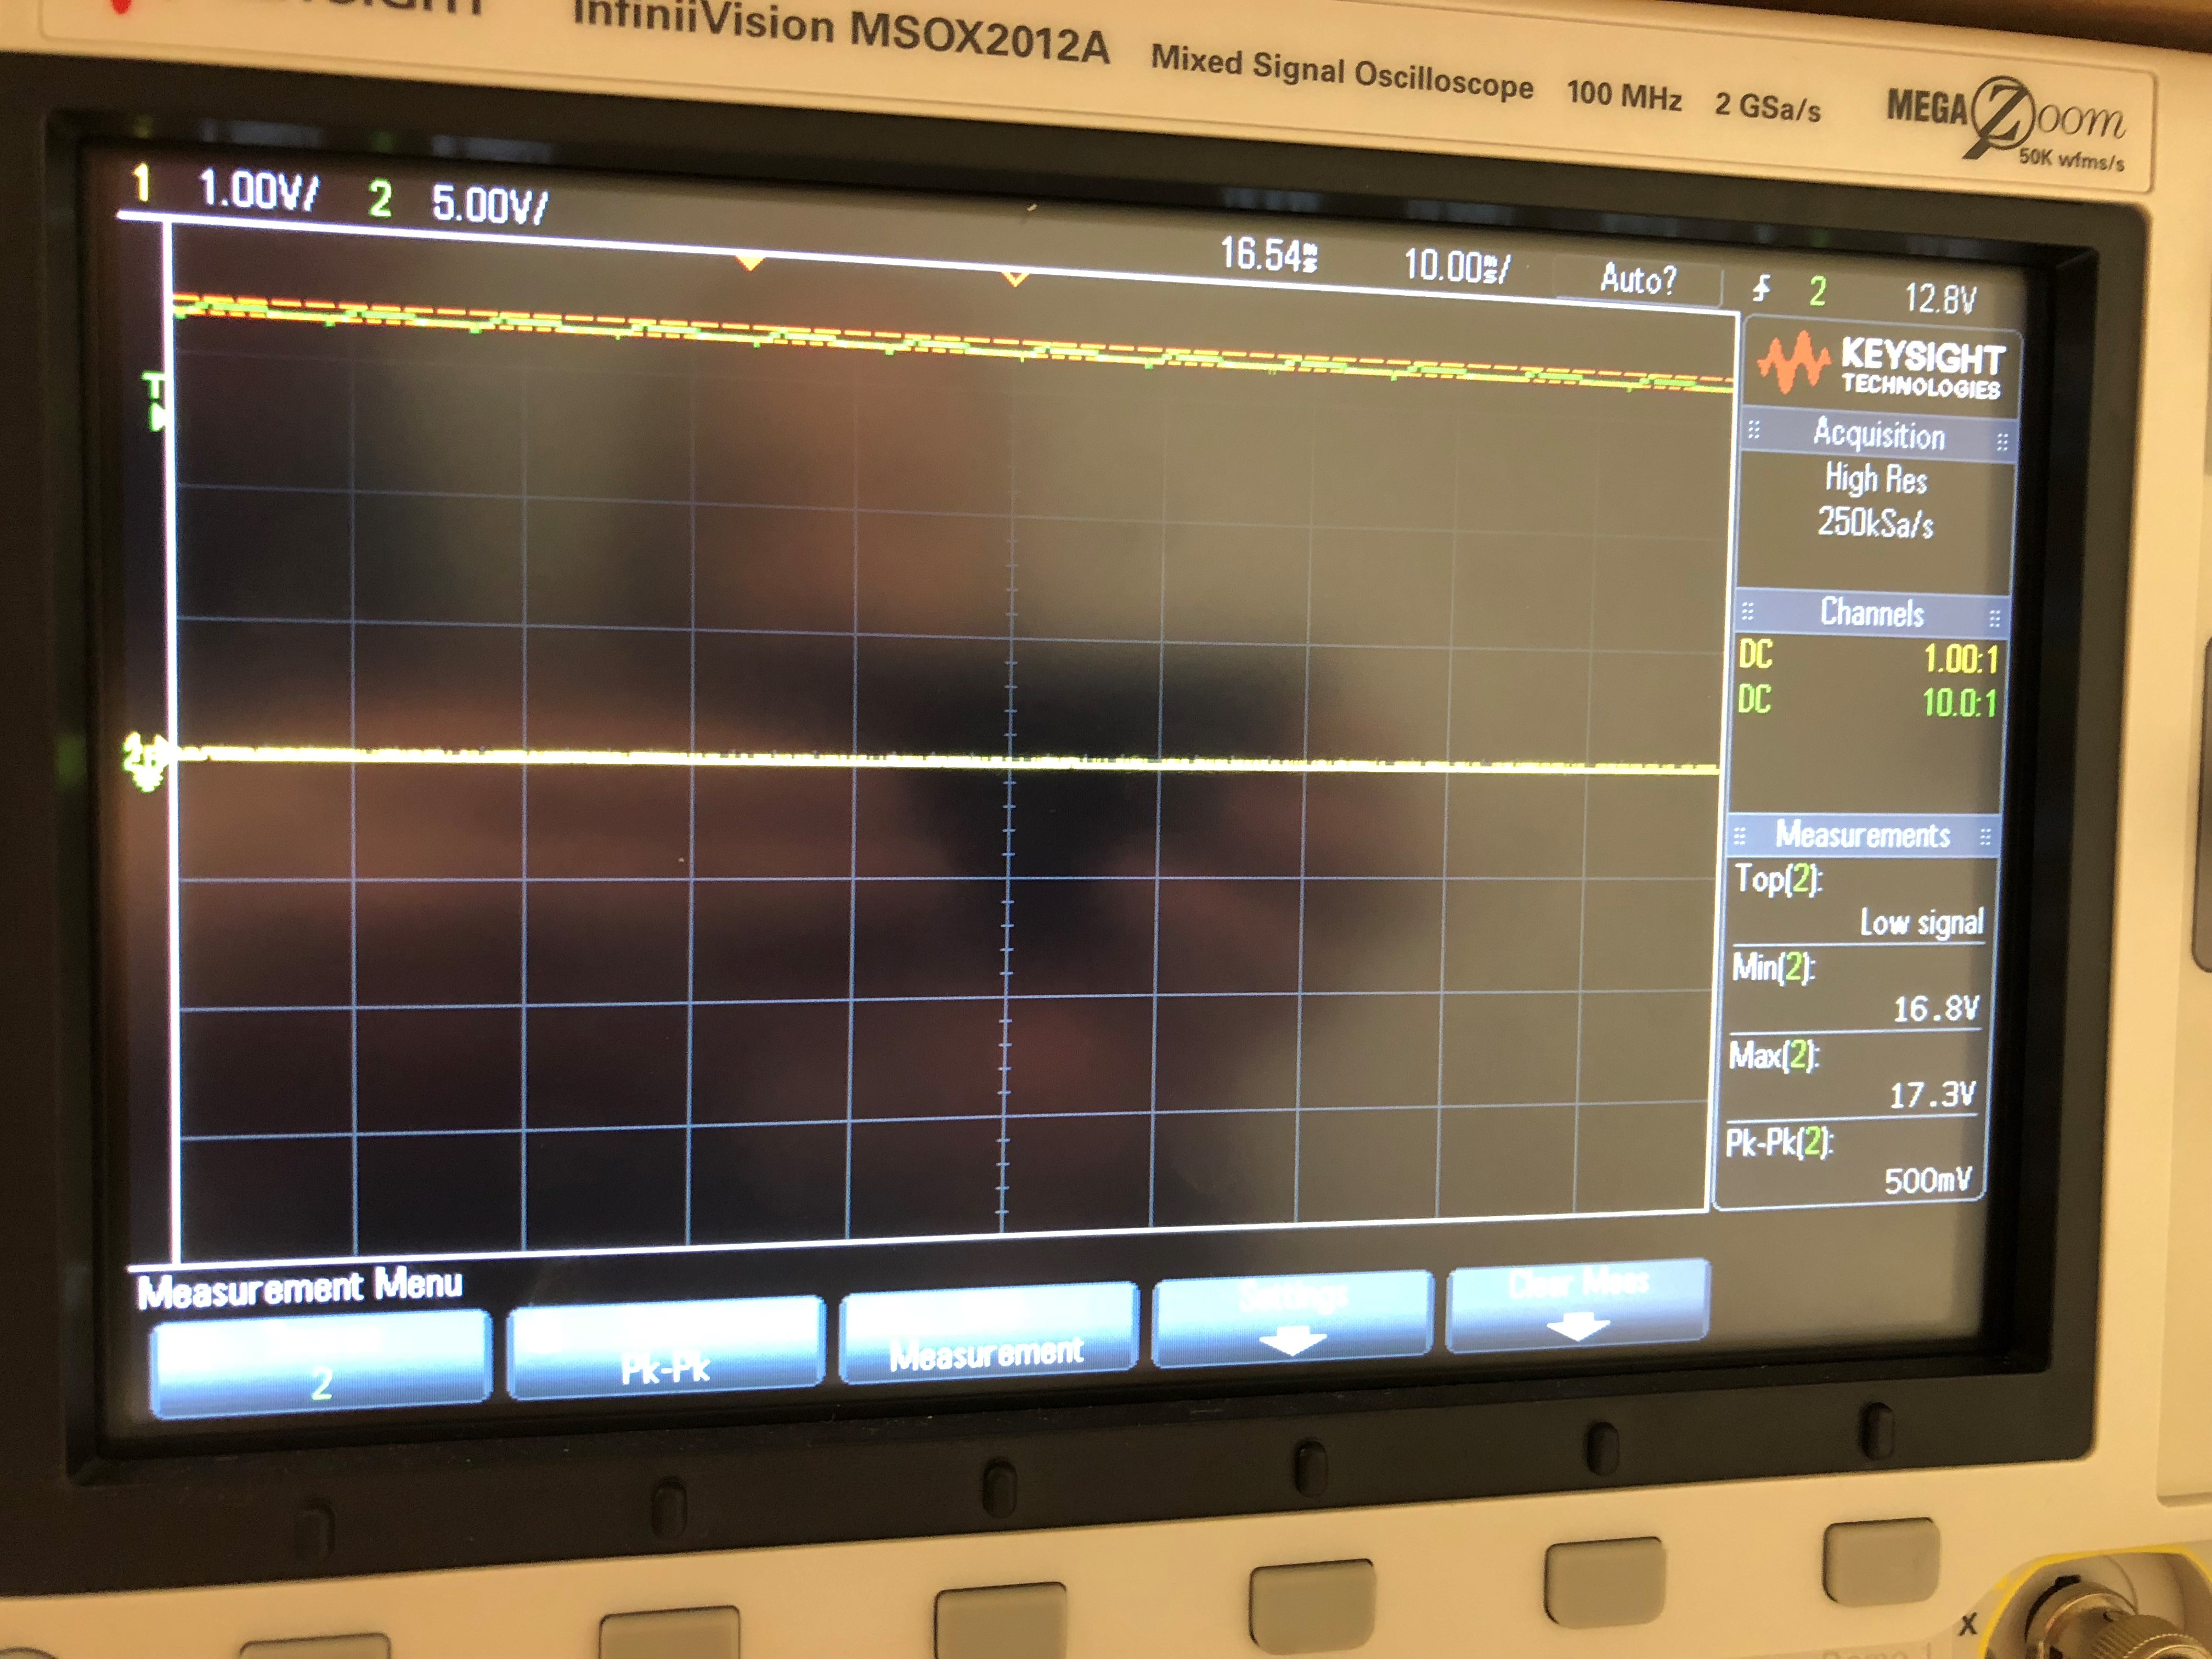 InfiniiVision MSOX2012A Mixed Signal Oscilloscope 100 MHz 2 GSa/s MEGA Zoom
50K wfms/s
1 1.00V/ 2 5.00V/ 16.54ms 10.00ms/ Auto? 2 12.8V
KEYSIGHT
TECHNOLOGIES
T
Acquisition
High Res
250kSa/s
Channels
DC 1.00:1
DC 10.0:1
2
Measurements
Top(2):
Low signal
Min(2):
16.8V
Max(2):
17.3V
Pk-Pk(2):
500mV
Measurement Menu
Settings
Clear Meas
2
Pk-Pk
Measurement
X